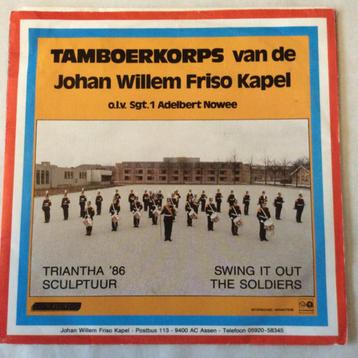 TAMBOERKORPS van de
Johan Willem Friso Kapel
o.l.v. Sgt. 1 Adelbert Nowee
TRIANTHA '86
SCULPTUUR
SWING IT OUT
THE SOLDIERS
Johan Willem Friso Kapel - Postbus 113 - 9400 AC Assen - Telefoon 05920-58345